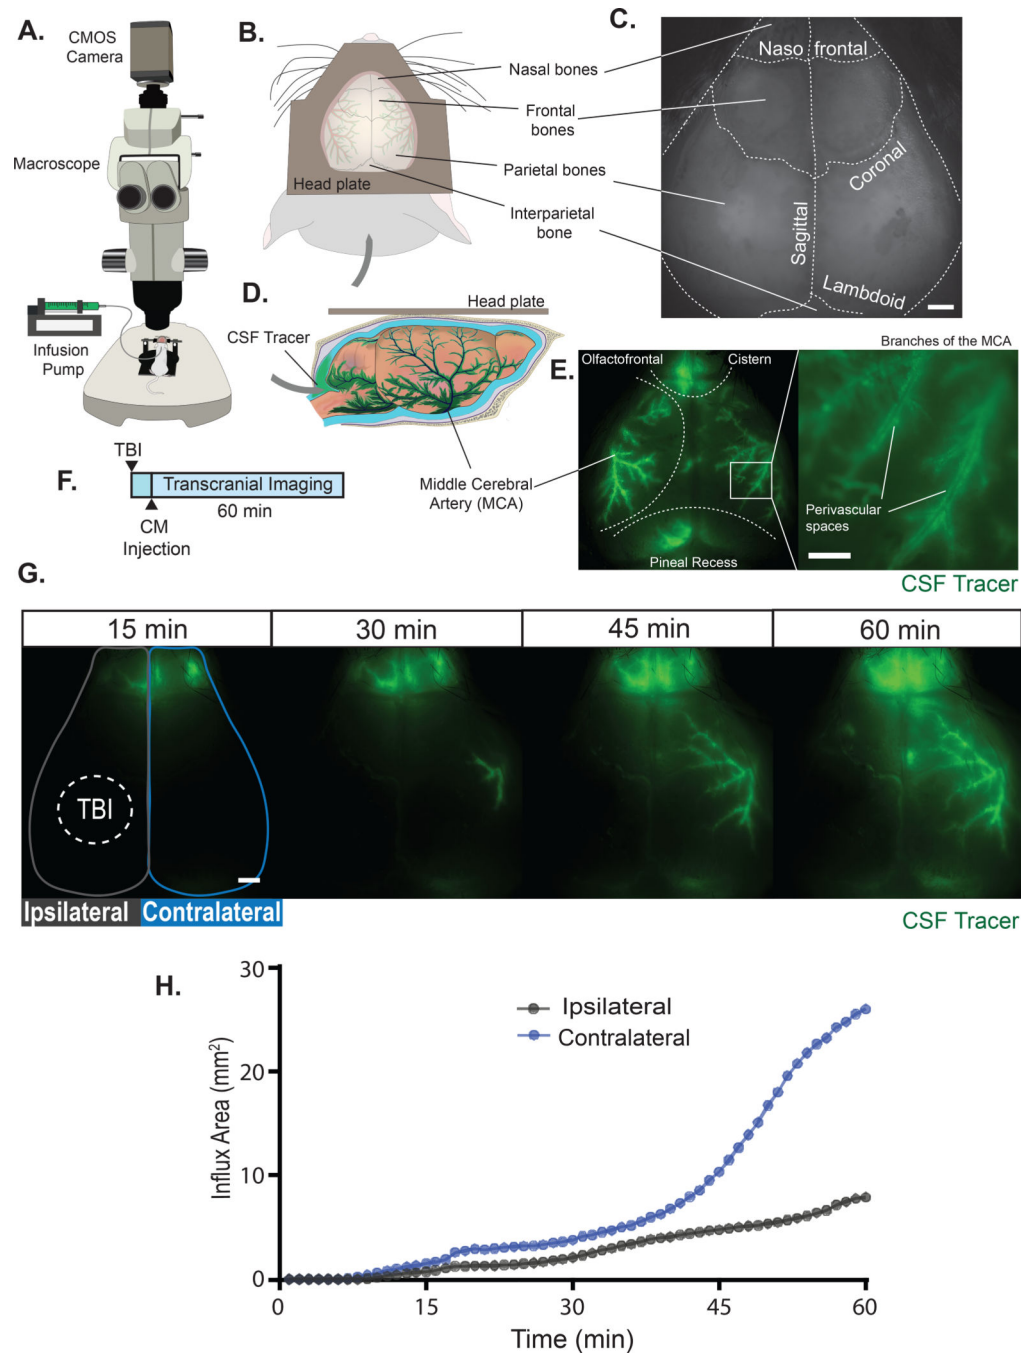 A.
CMOS
Camera
Macroscope
Infusion
Pump
B.
Nasal bones
Frontal
bones
Parietal bones
Interparietal
bone
Head plate
C.
Naso frontal
Coronal
Sagittal
Lambdoid
D.
Head plate
CSF Tracer
Middle Cerebral
Artery (MCA)
E.
Branches of the MCA
Olfactofrontal
Cistern
Perivascular
spaces
Pineal Recess
CSF Tracer
F.
TBI
Transcranial Imaging
60 min
CM
Injection
G.
15 min
30 min
45 min
60 min
TBI
Ipsilateral
Contralateral
CSF Tracer
H.
30
20
10
0
Influx Area (mm²)
Ipsilateral
Contralateral
0
15
30
45
60
Time (min)